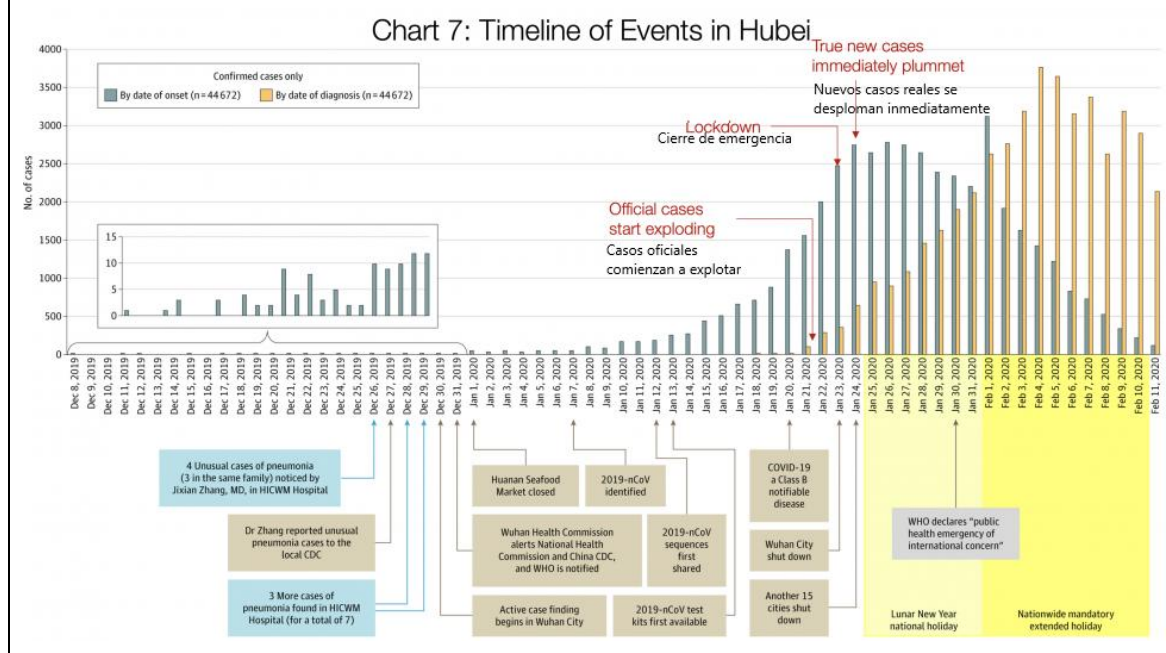 Chart 7: Timeline of Events in Hubei
True new cases
immediately plummet
Nuevos casos reales se
desploman inmediatamente
Confirmed cases only
By date of onset (n=44672)
By date of diagnosis (n=44672)
Lockdown
Cierre de emergencia
Official cases
start exploding
Casos oficiales
comienzan a explotar
No. of cases
4000
3500
3000
2500
2000
1500
1000
500
0
15
10
5
0
Dec 8, 2019
Dec 9, 2019
Dec 10, 2019
Dec 11, 2019
Dec 12, 2019
Dec 13, 2019
Dec 14, 2019
Dec 15, 2019
Dec 16, 2019
Dec 17, 2019
Dec 18, 2019
Dec 19, 2019
Dec 20, 2019
Dec 21, 2019
Dec 22, 2019
Dec 23, 2019
Dec 24, 2019
Dec 25, 2019
Dec 26, 2019
Dec 27, 2019
Dec 28, 2019
Dec 29, 2019
Dec 30, 2019
Dec 31, 2019
Jan 1, 2020
Jan 2, 2020
Jan 3, 2020
Jan 4, 2020
Jan 5, 2020
Jan 6, 2020
Jan 7, 2020
Jan 8, 2020
Jan 9, 2020
Jan 10, 2020
Jan 11, 2020
Jan 12, 2020
Jan 13, 2020
Jan 14, 2020
Jan 15, 2020
Jan 16, 2020
Jan 17, 2020
Jan 18, 2020
Jan 19, 2020
Jan 20, 2020
Jan 21, 2020
Jan 22, 2020
Jan 23, 2020
Jan 24, 2020
Jan 25, 2020
Jan 26, 2020
Jan 27, 2020
Jan 28, 2020
Jan 29, 2020
Jan 30, 2020
Jan 31, 2020
Feb 1, 2020
Feb 2, 2020
Feb 3, 2020
Feb 4, 2020
Feb 5, 2020
Feb 6, 2020
Feb 7, 2020
Feb 8, 2020
Feb 9, 2020
Feb 10, 2020
Feb 11, 2020
4 Unusual cases of pneumonia
(3 in the same family) noticed by
Jixian Zhang, MD, in HICWM Hospital
Dr Zhang reported unusual
pneumonia cases to the
local CDC
3 More cases of
pneumonia found in HICWM
Hospital (for a total of 7)
Huanan Seafood
Market closed
2019-nCoV
identified
Wuhan Health Commission
alerts National Health
Commission and China CDC,
and WHO is notified
2019-nCoV
sequences
first
shared
Active case finding
begins in Wuhan City
2019-nCoV test
kits first available
COVID-19
a Class B
notifiable
disease
Wuhan City
shut down
Another 15
cities shut
down
WHO declares "public
health emergency of
international concern"
Lunar New Year
national holiday
Nationwide mandatory
extended holiday